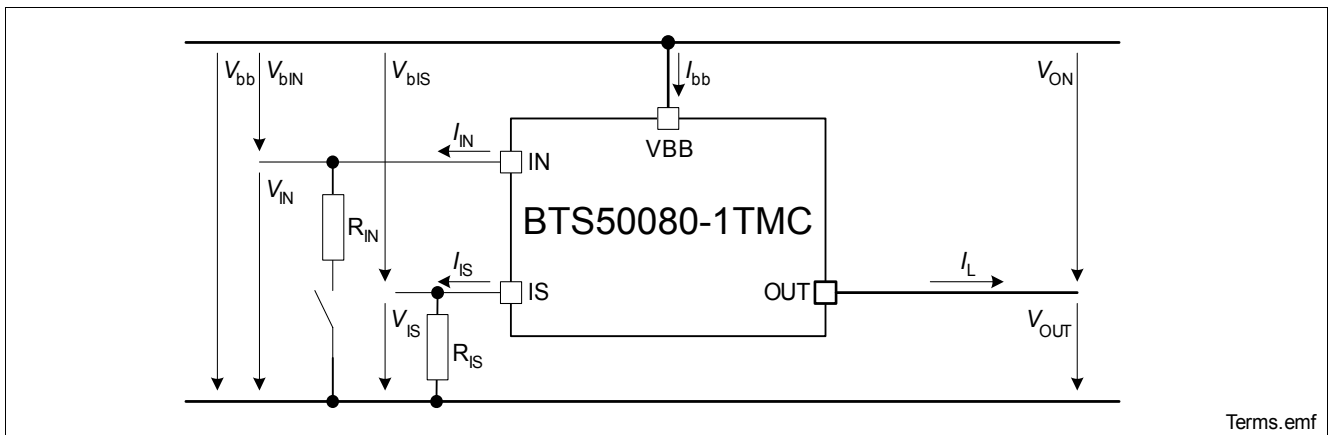 Vbb VbIN VbIS Ibb VON
IIN
IN VBB
VIN
BTS50080-1TMC
RIN
IIS IL
IS OUT
VIS VOUT
RIS
Terms.emf